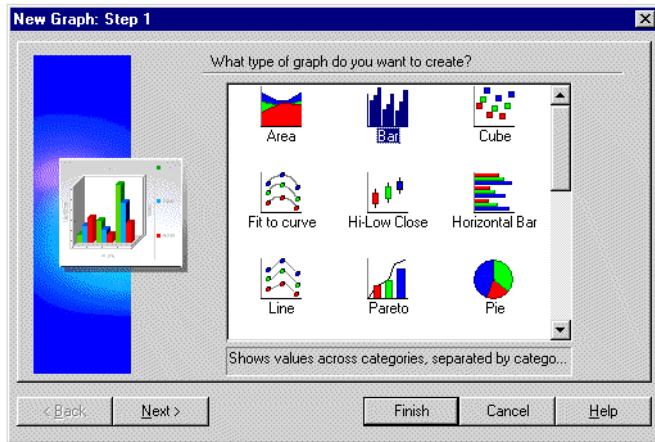 New Graph: Step 1
What type of graph do you want to create?
Area Bar Cube
Fit to curve Hi-Low Close Horizontal Bar
Line Pareto Pie
Shows values across categories, separated by catego...
< Back Next > Finish Cancel Help